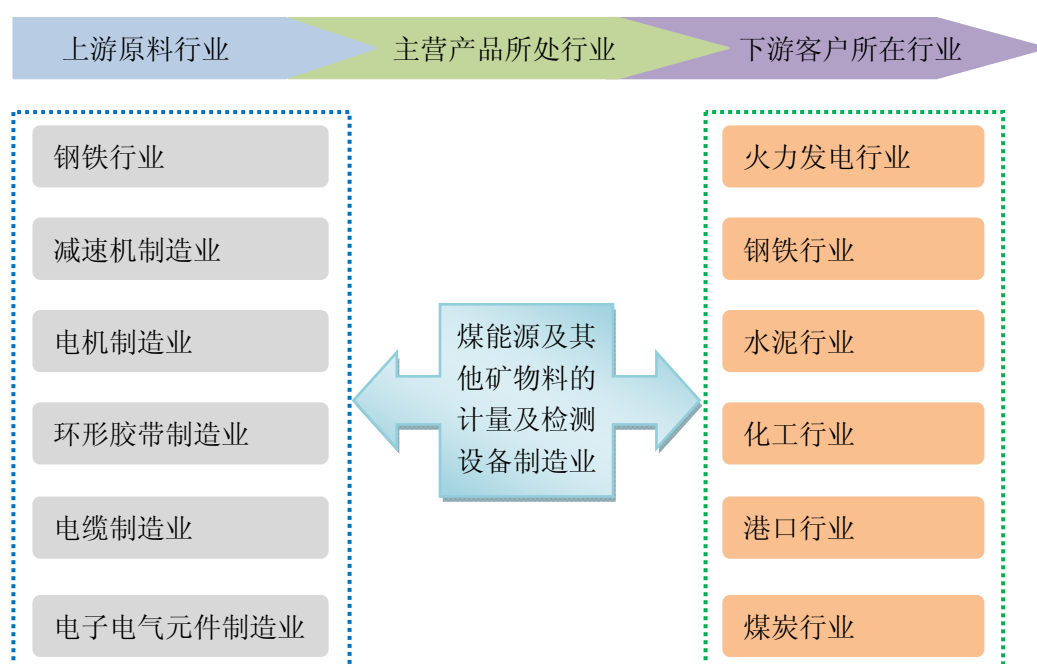 上游原料行业
主营产品所处行业
下游客户所在行业
钢铁行业
减速机制造业
电机制造业
环形胶带制造业
电缆制造业
电子电气元件制造业
煤能源及其
他矿物料的
计量及检测
设备制造业
火力发电行业
钢铁行业
水泥行业
化工行业
港口行业
煤炭行业